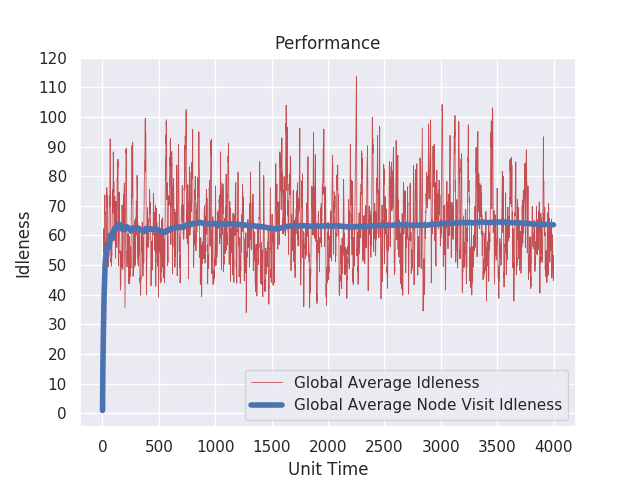 Performance
120
110
100
90
80
70
60
50
40
30
20
10
0
Idleness
Global Average Idleness
Global Average Node Visit Idleness
0 500 1000 1500 2000 2500 3000 3500 4000
Unit Time